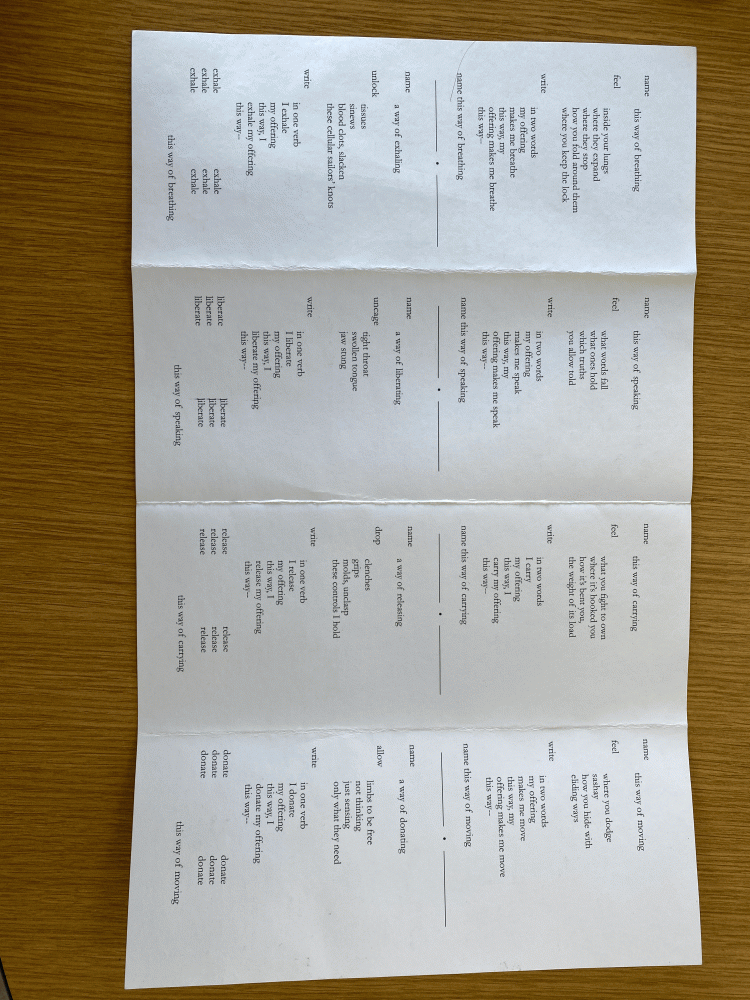 name
this way of breathing
feel
inside your lungs
where they expand
where they stop
how you fold around them
where you keep the lock
write
in two words
my offering
makes me breathe
this way, my
offering makes me breathe
this way--
name this way of breathing
name
a way of exhaling
unlock
tissues
sinews
blood clots, slacken
these cellular sailors' knots
write
in one verb
I exhale
my offering
this way, I
exhale my offering
this way--
exhale exhale
exhale exhale
exhale exhale
this way of breathing
name
this way of speaking
feel
what words fall
what ones hold
which truths
you allow told
write
in two words
my offering
makes me speak
this way, my
offering makes me speak
this way--
name this way of speaking
name
a way of liberating
uncage
tight throat
swollen tongue
jaw stung
write
in one verb
I liberate
my offering
this way, I
liberate my offering
this way--
liberate liberate
liberate liberate
liberate liberate
this way of speaking
name
this way of carrying
feel
what you fight to own
where it's hooked you
how it's bent you,
the weight of its load
write
in two words
I carry
my offering
this way, I
carry my offering
this way--
name this way of carrying
name
a way of releasing
drop
clenches
grips
molds, unclasp
these controls I hold
write
in one verb
I release
my offering
this way, I
release my offering
this way--
release release
release release
release release
this way of carrying
name
this way of moving
feel
where you dodge
sashay
how you hide with
eliding ways
write
in two words
my offering
makes me move
this way, my
offering makes me move
this way--
name this way of moving
name
a way of donating
allow
limbs to be free
not thinking
just sensing
only what they need
write
in one verb
I donate
my offering
this way, I
donate my offering
this way--
donate donate
donate donate
donate donate
this way of moving